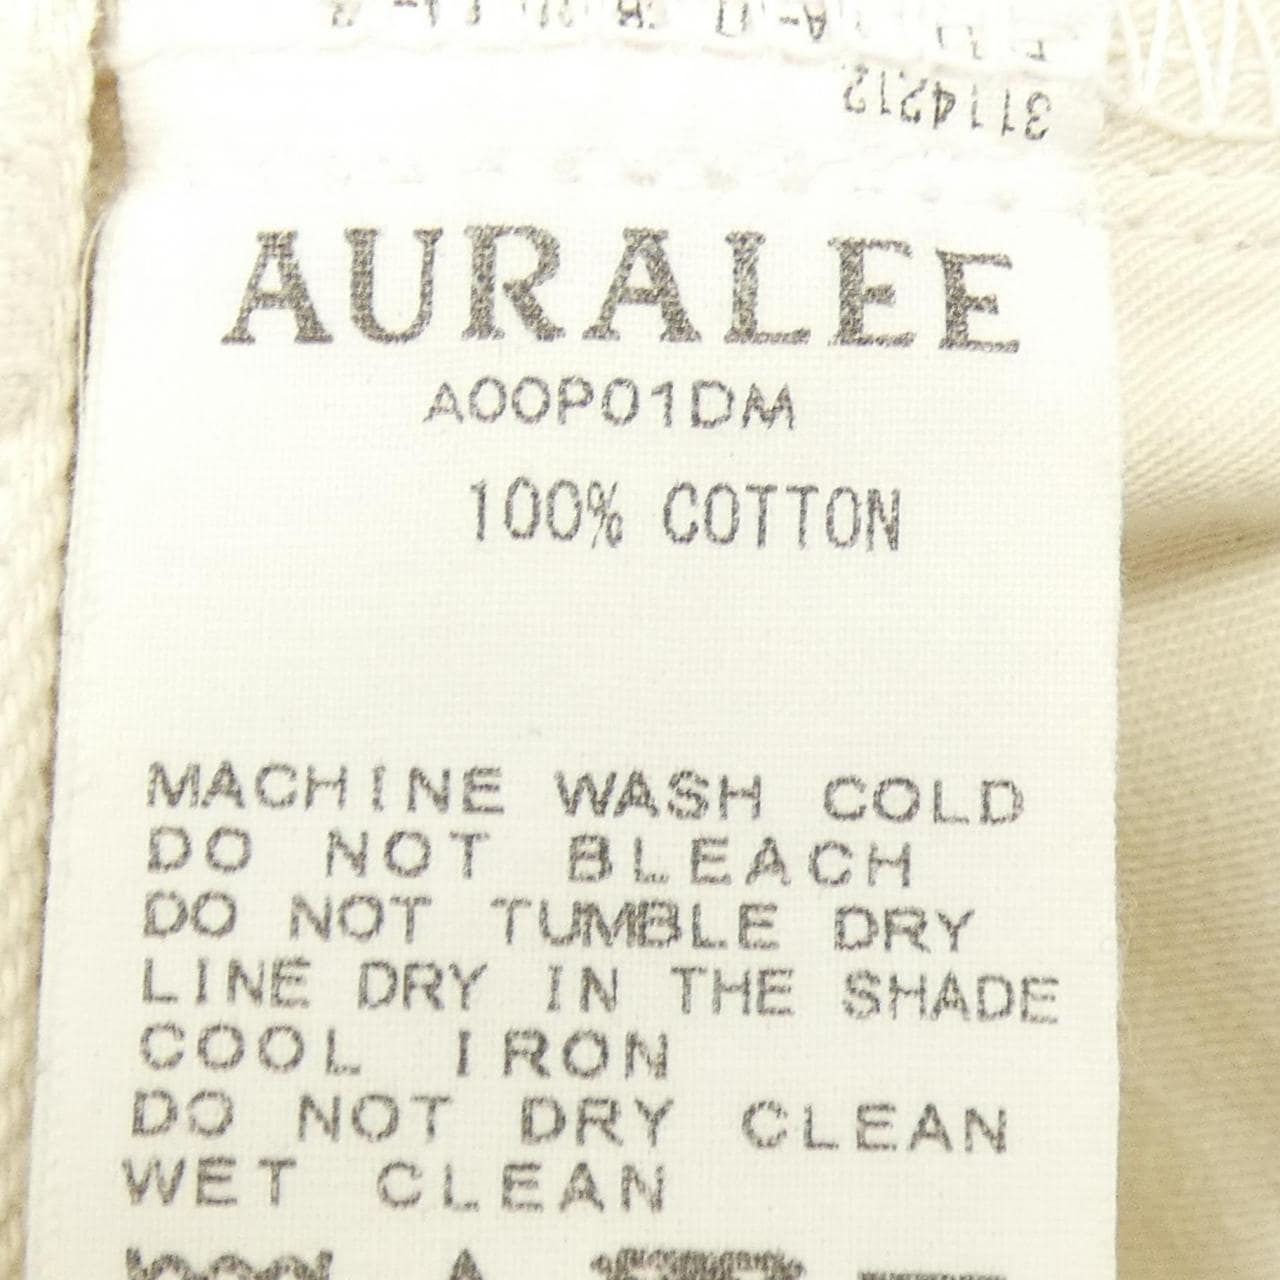 3114212
AURALEE
A00P01DM
100% COTTON
MACHINE WASH COLD
DO NOT BLEACH
DO NOT TUMBLE DRY
LINE DRY IN THE SHADE
COOL IRON
DO NOT DRY CLEAN
WET CLEAN